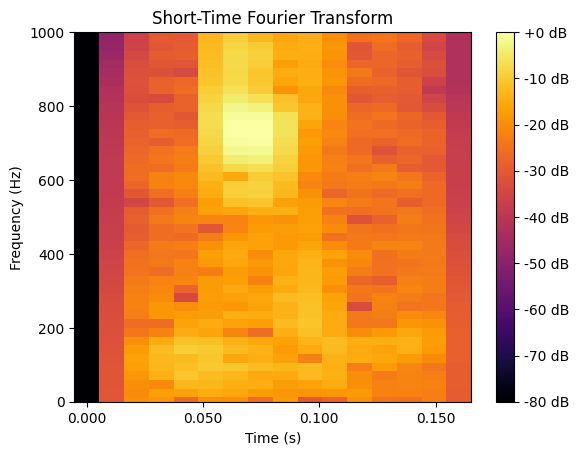 Short-Time Fourier Transform
1000
800
600
400
200
0
Frequency (Hz)
0.000
0.050
0.100
0.150
Time (s)
+0 dB
-10 dB
-20 dB
-30 dB
-40 dB
-50 dB
-60 dB
-70 dB
-80 dB